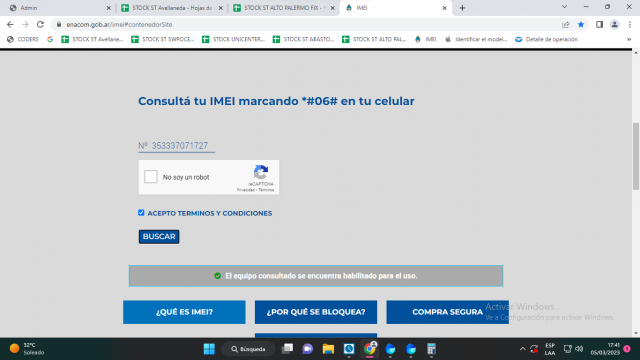 Admin
STOCK ST Avellaneda - Hojas de
STOCK ST ALTO PALERMO FIX -
IMEI
enacom.gob.ar/imei#contenedorSite
CODERS
G
STOCK ST Avellane...
STOCK ST SWPOCE...
STOCK UNICENTER...
STOCK ST ABASTO...
STOCK ST ALTO PAL...
IMEI
Identificar el model...
Detalle de operación
Consultá tu IMEI marcando *#06# en tu celular
Nº 353337071727
No soy un robot
reCAPTCHA
Privacidad - Términos
ACEPTO TERMINOS Y CONDICIONES
BUSCAR
El equipo consultado se encuentra habilitado para el uso.
¿QUÉ ES IMEI?
¿POR QUÉ SE BLOQUEA?
COMPRA SEGURA
Activar Windows
Ve a Configuración para activar Windows.
32°C
Soleado
Búsqueda
ESP
LAA
17:41
05/03/2023